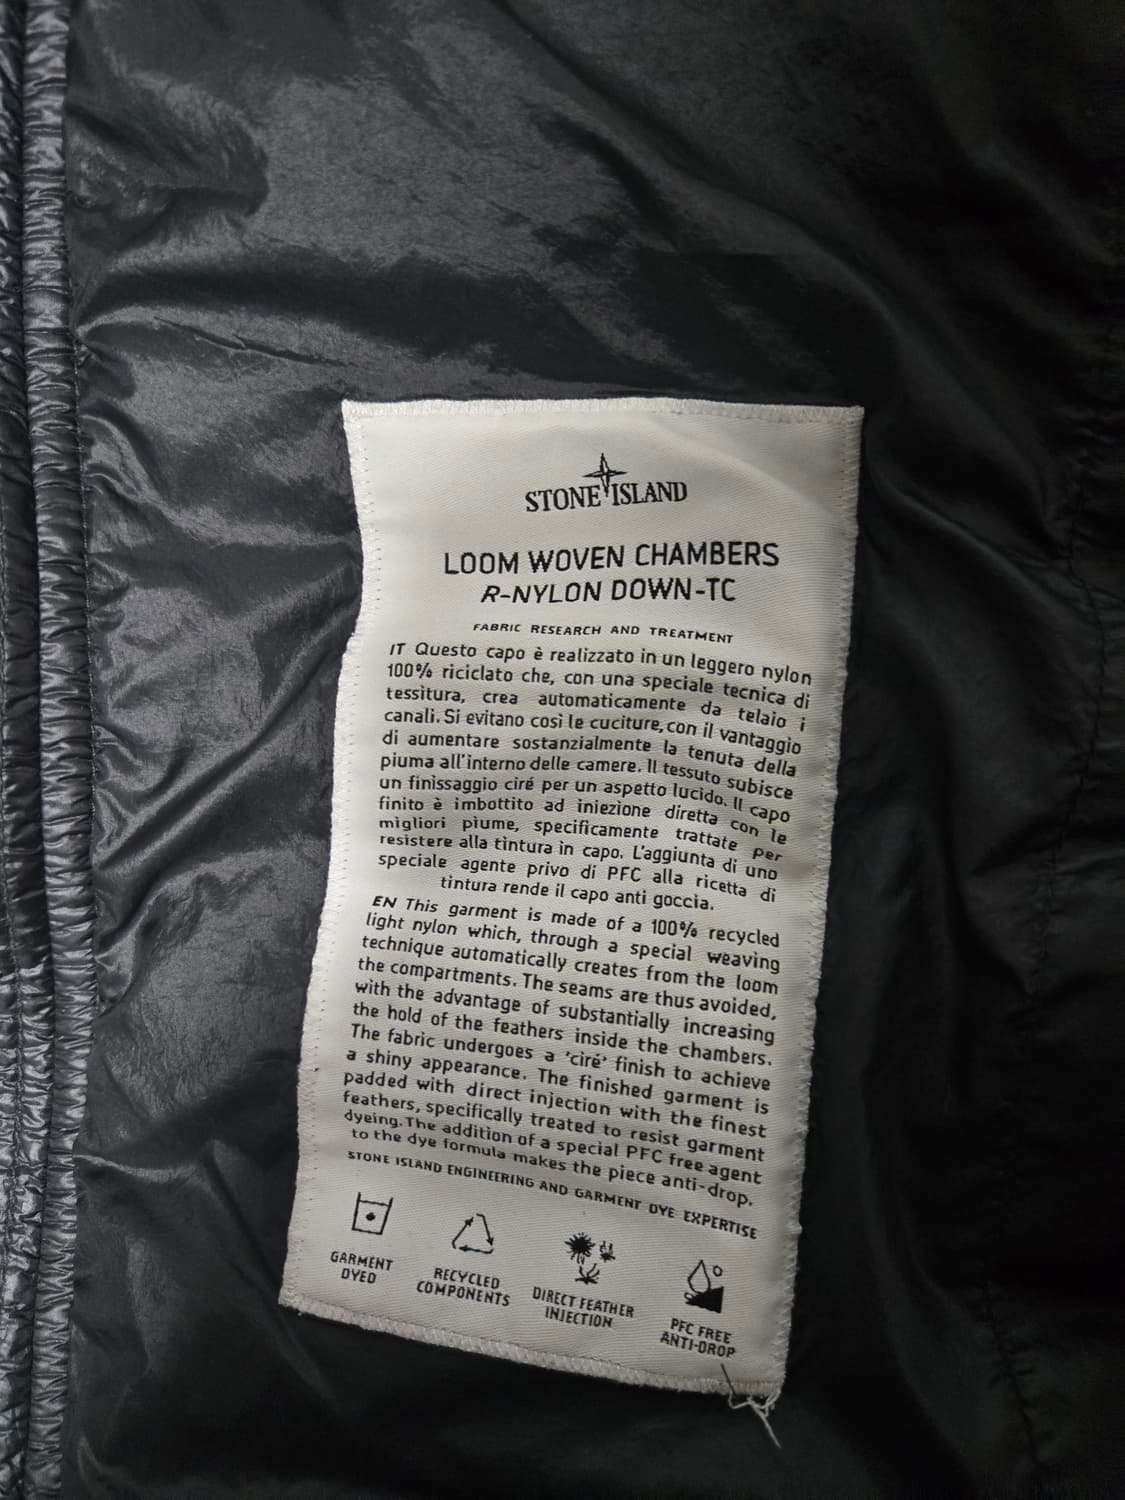 STONE ISLAND
LOOM WOVEN CHAMBERS
R-NYLON DOWN-TC
FABRIC RESEARCH AND TREATMENT
IT Questo capo è realizzato in un leggero nylon
100% riciclato che, con una speciale tecnica di
tessitura, crea automaticamente da telaio i
canali. Si evitano così le cuciture, con il vantaggio
di aumentare sostanzialmente la tenuta della
piuma all'interno delle camere. Il tessuto subisce
un finissaggio ciré per un aspetto lucido. Il capo
finito è imbottito ad iniezione diretta con le
migliori piume, specificamente trattate per
resistere alla tintura in capo. L'aggiunta di uno
speciale agente privo di PFC alla ricetta di
tintura rende il capo anti goccia.
EN This garment is made of a 100% recycled
light nylon which, through a special weaving
technique automatically creates from the loom
the compartments. The seams are thus avoided,
with the advantage of substantially increasing
the hold of the feathers inside the chambers.
The fabric undergoes a 'ciré' finish to achieve
a shiny appearance. The finished garment is
padded with direct injection with the finest
feathers, specifically treated to resist garment
dyeing. The addition of a special PFC free agent
to the dye formula makes the piece anti-drop.
STONE ISLAND ENGINEERING AND GARMENT DYE EXPERTISE
GARMENT
DYED
RECYCLED
COMPONENTS
DIRECT FEATHER
INJECTION
PFC FREE
ANTI-DROP